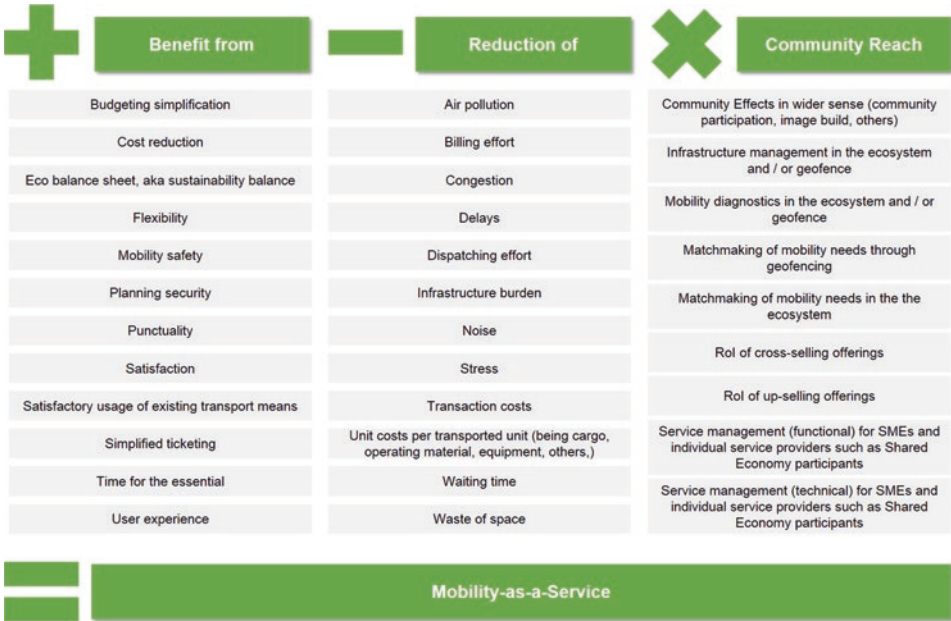 Benefit from
Budgeting simplification
Cost reduction
Eco balance sheet, aka sustainability balance
Flexibility
Mobility safety
Planning security
Punctuality
Satisfaction
Satisfactory usage of existing transport means
Simplified ticketing
Time for the essential
User experience
Reduction of
Air pollution
Billing effort
Congestion
Delays
Dispatching effort
Infrastructure burden
Noise
Stress
Transaction costs
Unit costs per transported unit (being cargo,
operating material, equipment, others,)
Waiting time
Waste of space
Community Reach
Community Effects in wider sense (community
participation, image build, others)
Infrastructure management in the ecosystem
and / or geofence
Mobility diagnostics in the ecosystem and / or
geofence
Matchmaking of mobility needs through
geofencing
Matchmaking of mobility needs in the the
ecosystem
RoI of cross-selling offerings
RoI of up-selling offerings
Service management (functional) for SMEs and
individual service providers such as Shared
Economy participants
Service management (technical) for SMEs and
individual service providers such as Shared
Economy participants
Mobility-as-a-Service